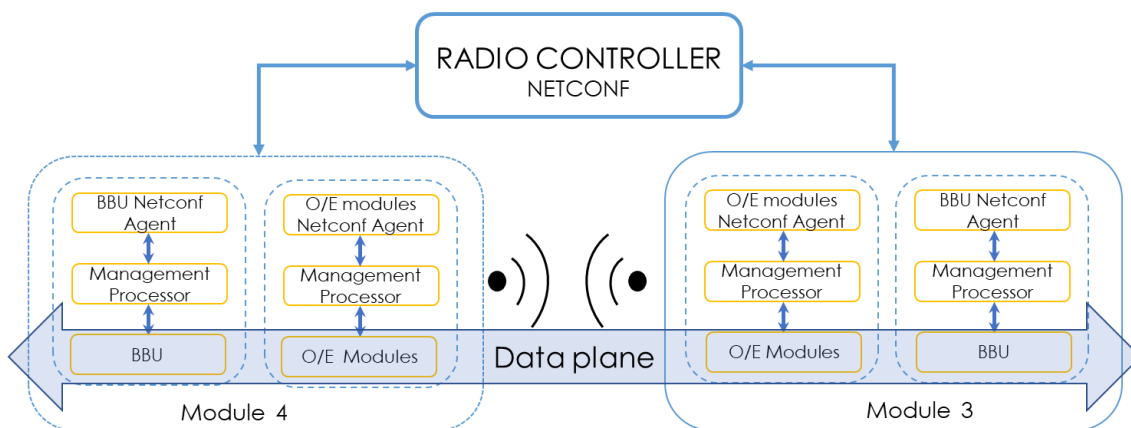 RADIO CONTROLLER
NETCONF
BBU Netconf
Agent
Management
Processor
BBU
O/E modules
Netconf Agent
Management
Processor
O/E Modules
Module 4
Data plane
O/E modules
Netconf Agent
Management
Processor
O/E Modules
BBU Netconf
Agent
Management
Processor
BBU
Module 3